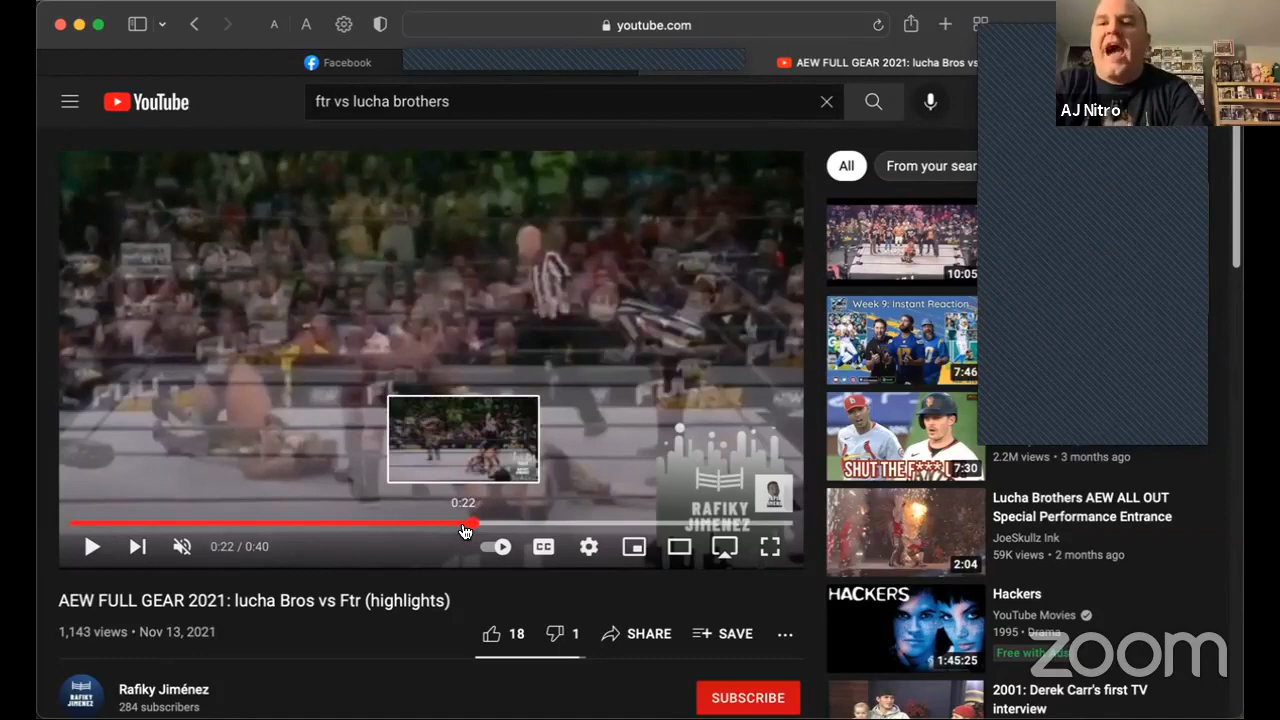 A A
youtube.com
Facebook
AEW FULL GEAR 2021: lucha Bros vs
YouTube
ftr vs lucha brothers
AJ Nitro
All
From your sear
10:05
Week 9: Instant Reaction
7:46
SHUT THE F***
7:30
2.2M views • 3 months ago
0:22
RAFIKY
JIMENEZ
0:22 / 0:40
CC
Lucha Brothers AEW ALL OUT
Special Performance Entrance
JoeSkullz Ink
59K views • 2 months ago
2:04
AEW FULL GEAR 2021: lucha Bros vs Ftr (highlights)
1,143 views • Nov 13, 2021
18
1
SHARE
SAVE
HACKERS
1:45:25
Hackers
YouTube Movies
1995 • Drama
Free with Ads
zoom
RAFIKY
JIMENEZ
Rafiky Jiménez
284 subscribers
SUBSCRIBE
2001: Derek Carr's first TV
interview